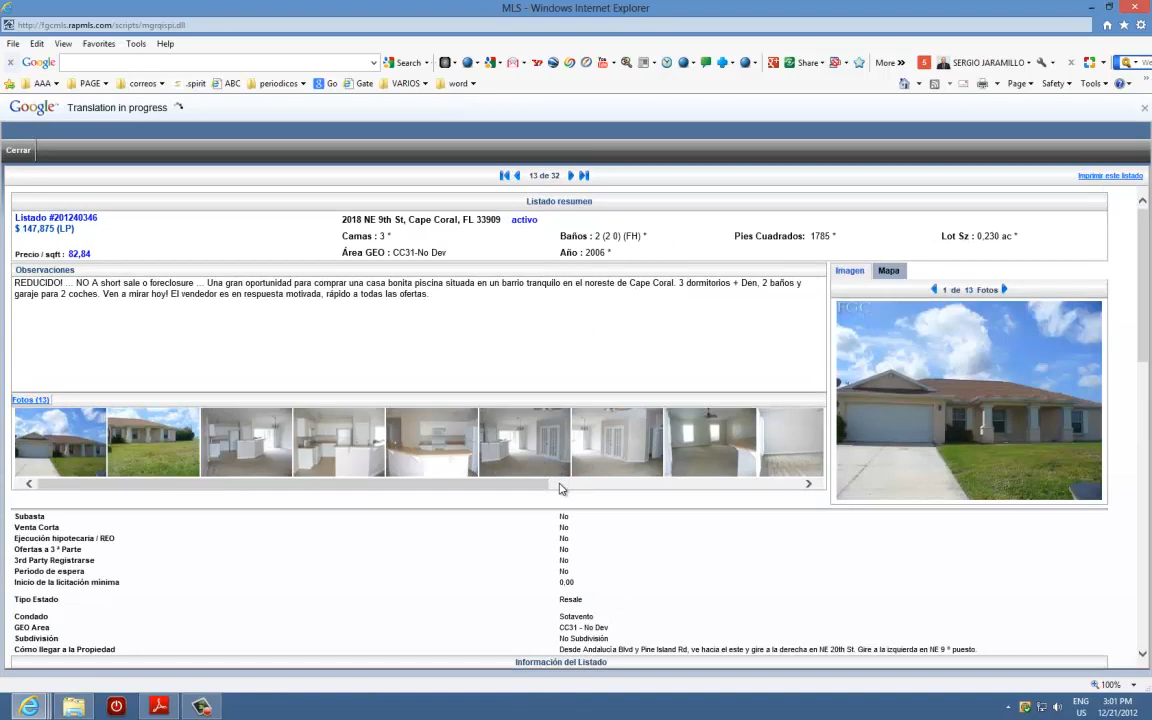 MLS - Windows Internet Explorer
http://fgcmls.rapmls.com/scripts/mgrqispi.dll
File Edit View Favorites Tools Help
Google Search Share More » 5 SERGIO JARAMILLO
AAA PAGE correos .spirit ABC periodicos Go Gate VARIOS word Page Safety Tools
Google Translation in progress
Cerrar
13 de 32 Imprimir este listado
Listado resumen
Listado #201240346
$ 147,875 (LP)
Precio / sqft : 82,84
2018 NE 9th St, Cape Coral, FL 33909 activo
Camas : 3 * Baños : 2 (2 0) (FH) * Pies Cuadrados: 1785 * Lot Sz : 0,230 ac *
Área GEO : CC31-No Dev Año : 2006 *
Observaciones
REDUCIDO! ... NO A short sale o foreclosure ... Una gran oportunidad para comprar una casa bonita piscina situada en un barrio tranquilo en el noreste de Cape Coral. 3 dormitorios + Den, 2 baños y
garaje para 2 coches. Ven a mirar hoy! El vendedor es en respuesta motivada, rápido a todas las ofertas.
Imagen Mapa
1 de 13 Fotos
FGC
Fotos (13)
Subasta No
Venta Corta No
Ejecución hipotecaria / REO No
Ofertas a 3 ª Parte No
3rd Party Registrarse No
Período de espera No
Inicio de la licitación mínima 0,00
Tipo Estado Resale
Condado Sotavento
GEO Area CC31 - No Dev
Subdivisión No Subdivisión
Cómo llegar a la Propiedad Desde Andalucía Blvd y Pine Island Rd, ve hacia el este y gire a la derecha en NE 20th St. Gire a la izquierda en NE 9 º puesto.
Información del Listado
100%
ENG 3:01 PM
US 12/21/2012